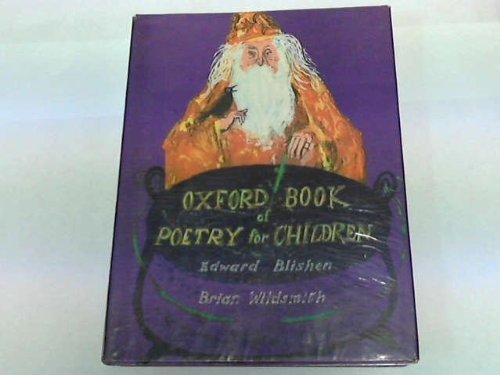 OXFORD BOOK
of
POETRY for CHILDREN
Edward Blishen
Brian Wildsmith